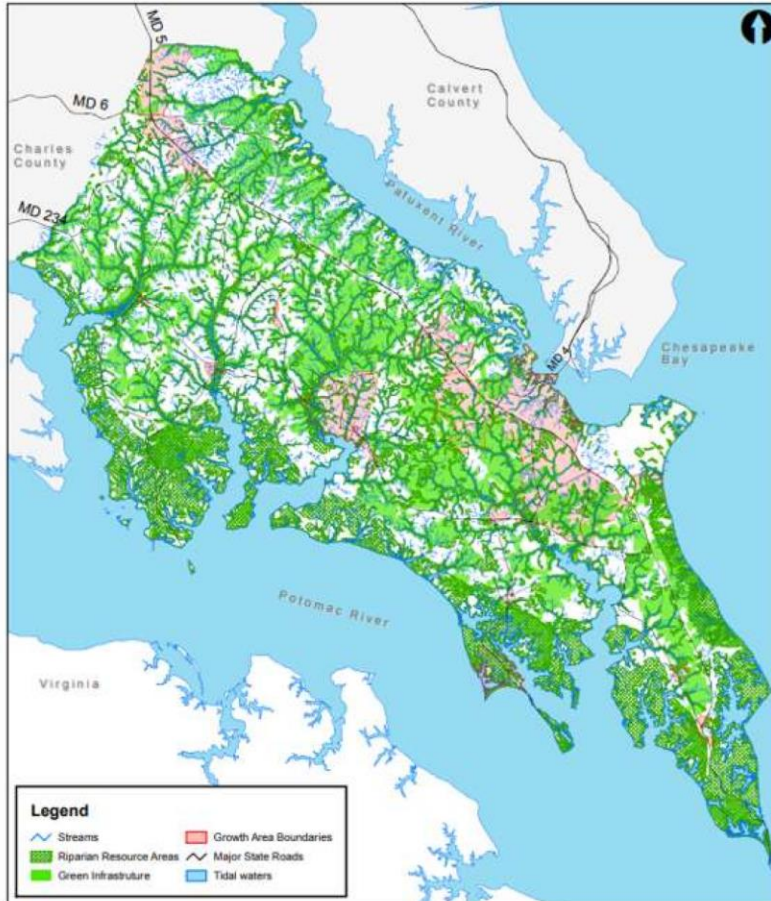 MD 5
MD 6
Calvert
County
Charles
County
MD 234
Patuxent River
MD 4
Chesapeake
Bay
Potomac River
Virginia
Legend
Streams
Growth Area Boundaries
Riparian Resource Areas
Major State Roads
Green Infrastruture
Tidal waters